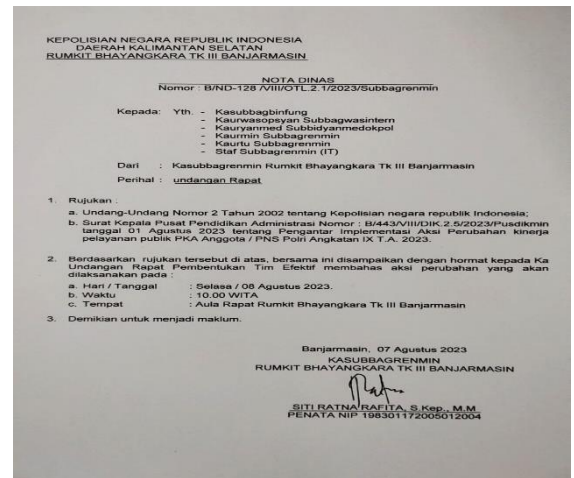 KEPOLISIAN NEGARA REPUBLIK INDONESIA
DAERAH KALIMANTAN SELATAN
RUMKIT BHAYANGKARA TK III BANJARMASIN
NOTA DINAS
Nomor : B/ND-128 /VIII/OTL.2.1/2023/Subbagrenmin
Kepada: Yth. - Kasubbagbinfung
- Kaurwasopsyan Subbagwasintern
- Kauryanmed Subbidyanmedokpol
- Kaurmin Subbagrenmin
- Kaurtu Subbagrenmin
- Staf Subbagrenmin (IT)
Dari : Kasubbagrenmin Rumkit Bhayangkara Tk III Banjarmasin
Perihal : undangan Rapat
1. Rujukan :
a. Undang-Undang Nomor 2 Tahun 2002 tentang Kepolisian negara republik Indonesia;
b. Surat Kepala Pusat Pendidikan Administrasi Nomor : B/443/VIII/DIK.2.5/2023/Pusdikmin
tanggal 01 Agustus 2023 tentang Pengantar Implementasi Aksi Perubahan kinerja
pelayanan publik PKA Anggota / PNS Polri Angkatan IX T.A. 2023.
2. Berdasarkan rujukan tersebut di atas, bersama ini disampaikan dengan hormat kepada Ka
Undangan Rapat Pembentukan Tim Efektif membahas aksi perubahan yang akan
dilaksanakan pada :
a. Hari / Tanggal : Selasa / 08 Agustus 2023.
b. Waktu : 10.00 WITA
c. Tempat : Aula Rapat Rumkit Bhayangkara Tk III Banjarmasin
3. Demikian untuk menjadi maklum.
Banjarmasin, 07 Agustus 2023
KASUBBAGRENMIN
RUMKIT BHAYANGKARA TK III BANJARMASIN
SITI RATNA RAFITA, S.Kep., M.M
PENATA NIP 198301172005012004